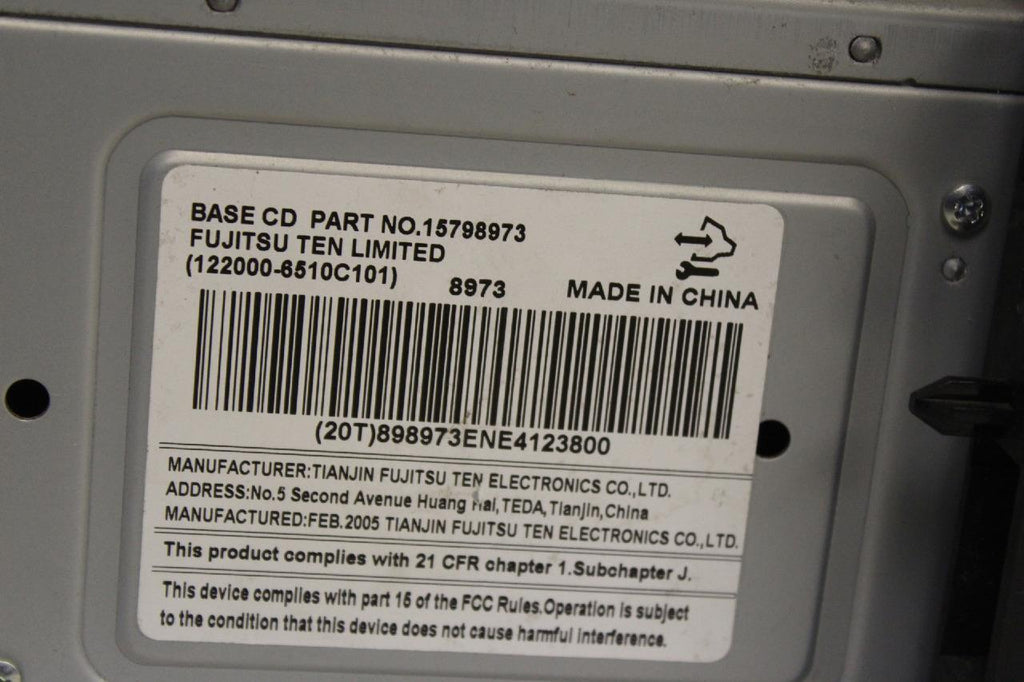 BASE CD PART NO.15798973
FUJITSU TEN LIMITED
(122000-6510C101)
8973
MADE IN CHINA
(20T)898973ENE4123800
MANUFACTURER:TIANJIN FUJITSU TEN ELECTRONICS CO.,LTD.
ADDRESS:No.5 Second Avenue Huang Hai,TEDA,Tianjin,China
MANUFACTURED:FEB.2005 TIANJIN FUJITSU TEN ELECTRONICS CO.,LTD.
This product complies with 21 CFR chapter 1.Subchapter J.
This device complies with part 15 of the FCC Rules.Operation is subject
to the condition that this device does not cause harmful interference.